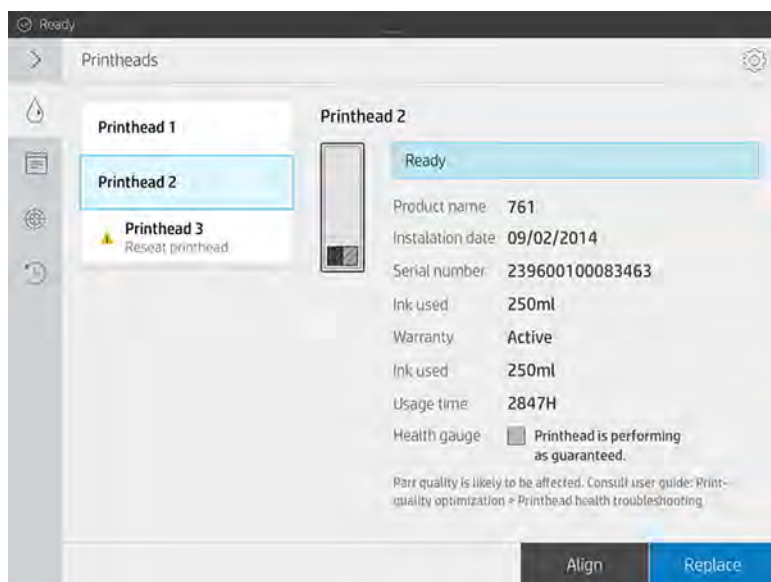 Ready
Printheads
Printhead 1
Printhead 2
Printhead 3
Reseat printhead
Printhead 2
Ready
Product name 761
Instalation date 09/02/2014
Serial number 239600100083463
Ink used 250ml
Warranty Active
Ink used 250ml
Usage time 2847H
Health gauge Printhead is performing
as guaranteed.
Part quality is likely to be affected. Consult user guide: Print-
quality optimization > Printhead health troubleshooting
Align Replace